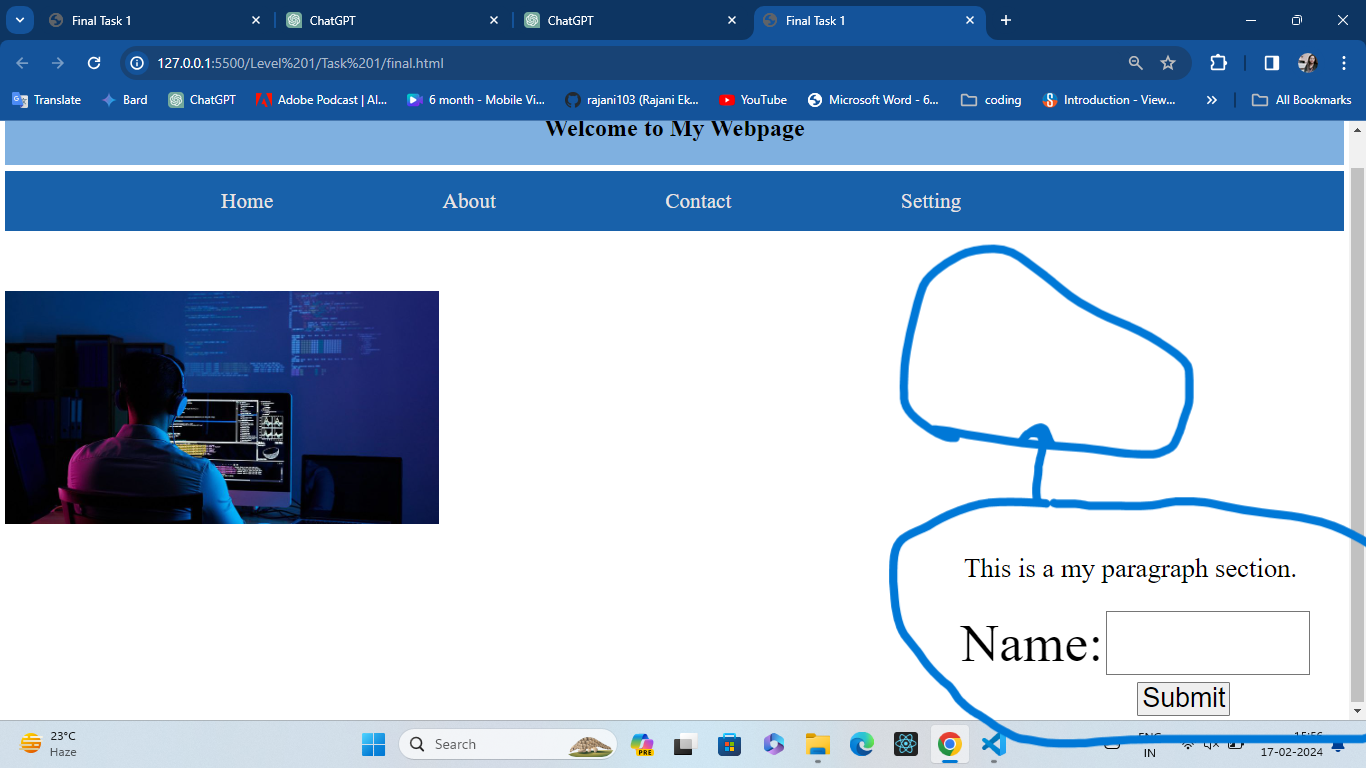 Final Task 1
ChatGPT
ChatGPT
Final Task 1
127.0.0.1:5500/Level%201/Task%201/final.html
Translate
Bard
ChatGPT
Adobe Podcast | AI...
6 month - Mobile Vi...
rajani103 (Rajani Ek...
YouTube
Microsoft Word - 6...
coding
Introduction - View...
All Bookmarks
Welcome to My Webpage
Home About Contact Setting
This is a my paragraph section.
Name:
Submit
23°C
Haze
Search
PRE
ENG
IN
15:56
17-02-2024